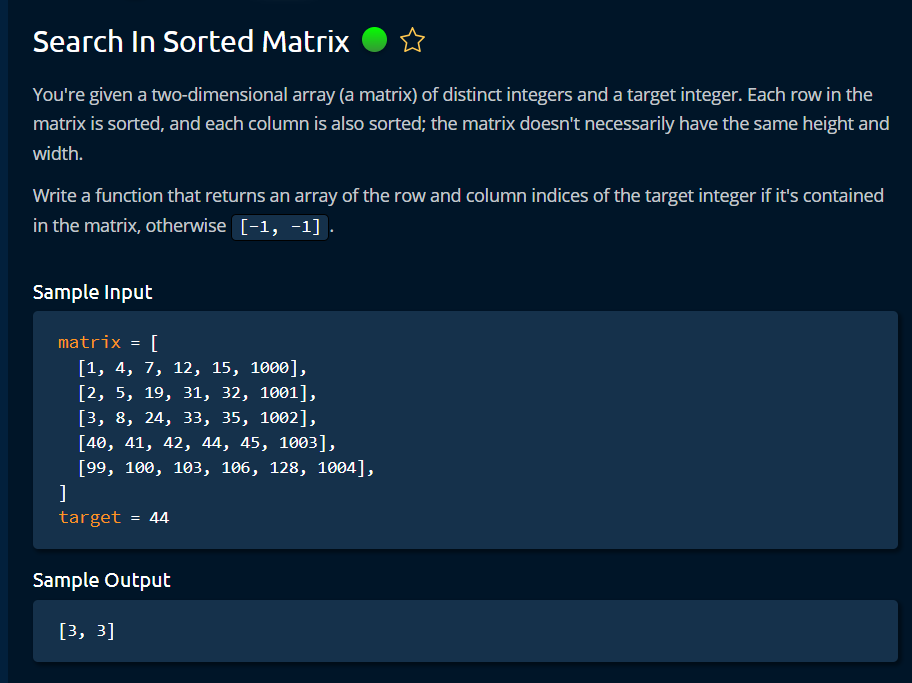 Search In Sorted Matrix
You're given a two-dimensional array (a matrix) of distinct integers and a target integer. Each row in the
matrix is sorted, and each column is also sorted; the matrix doesn't necessarily have the same height and
width.
Write a function that returns an array of the row and column indices of the target integer if it's contained
in the matrix, otherwise [-1, -1] .
Sample Input
matrix = [
  [1, 4, 7, 12, 15, 1000],
  [2, 5, 19, 31, 32, 1001],
  [3, 8, 24, 33, 35, 1002],
  [40, 41, 42, 44, 45, 1003],
  [99, 100, 103, 106, 128, 1004],
]
target = 44
Sample Output
[3, 3]